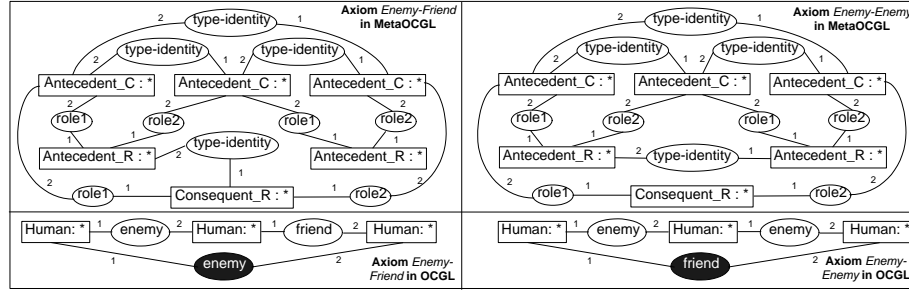 Axiom Enemy-Friend
in MetaOCGL
type-identity
2 1
type-identity type-identity
2 1 2 1
Antecedent_C : * Antecedent_C : * Antecedent_C : *
2 2 2 2
role1 role2 role1 role2
1 1 1 1
type-identity
Antecedent_R : * 2 Antecedent_R : *
1
2 role1 1 Consequent_R : * 1 role2 2
Human: * 1 enemy 2 Human: * 1 friend 2 Human: *
1 enemy 2
Axiom Enemy-
Friend in OCGL
Axiom Enemy-Enemy
in MetaOCGL
type-identity
2 1
type-identity type-identity
2 1 2 1
Antecedent_C : * Antecedent_C : * Antecedent_C : *
2 2 2 2
role1 role2 role1 role2
1 1 1 1
Antecedent_R : * 2 type-identity 1 Antecedent_R : *
2 role1 1 Consequent_R : * 1 role2 2
Human: * 1 enemy 2 Human: * 1 enemy 2 Human: *
1 friend 2
Axiom Enemy-
Enemy in OCGL